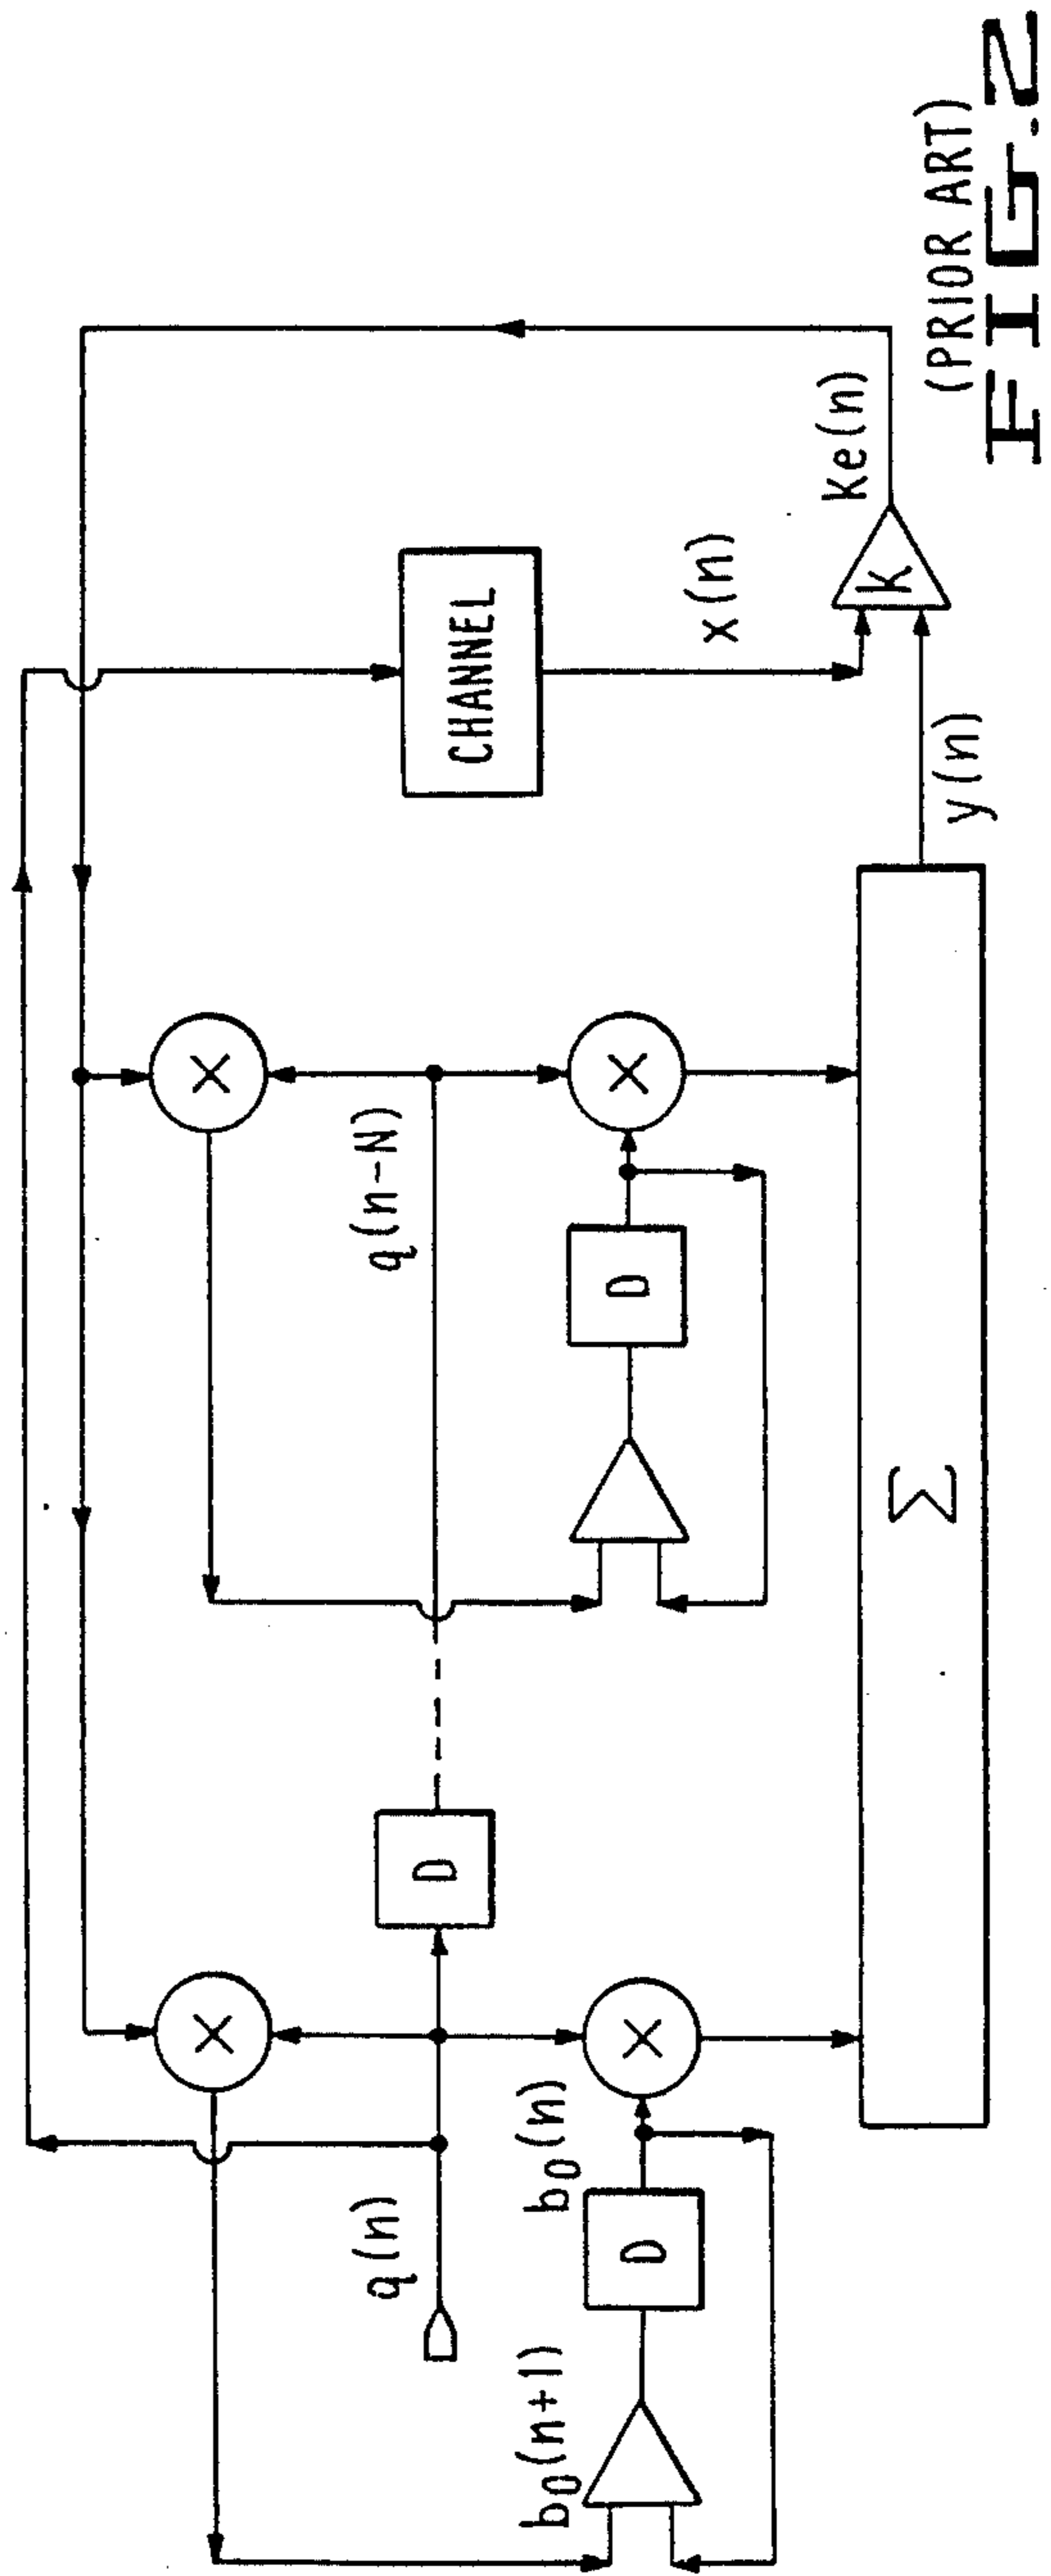 q(n)
b0(n+1)
D
b0(n)
×
×
D
q(n-N)
×
×
D
Σ
CHANNEL
x(n)
y(n)
k
ke(n)
(PRIOR ART)
FIG.2